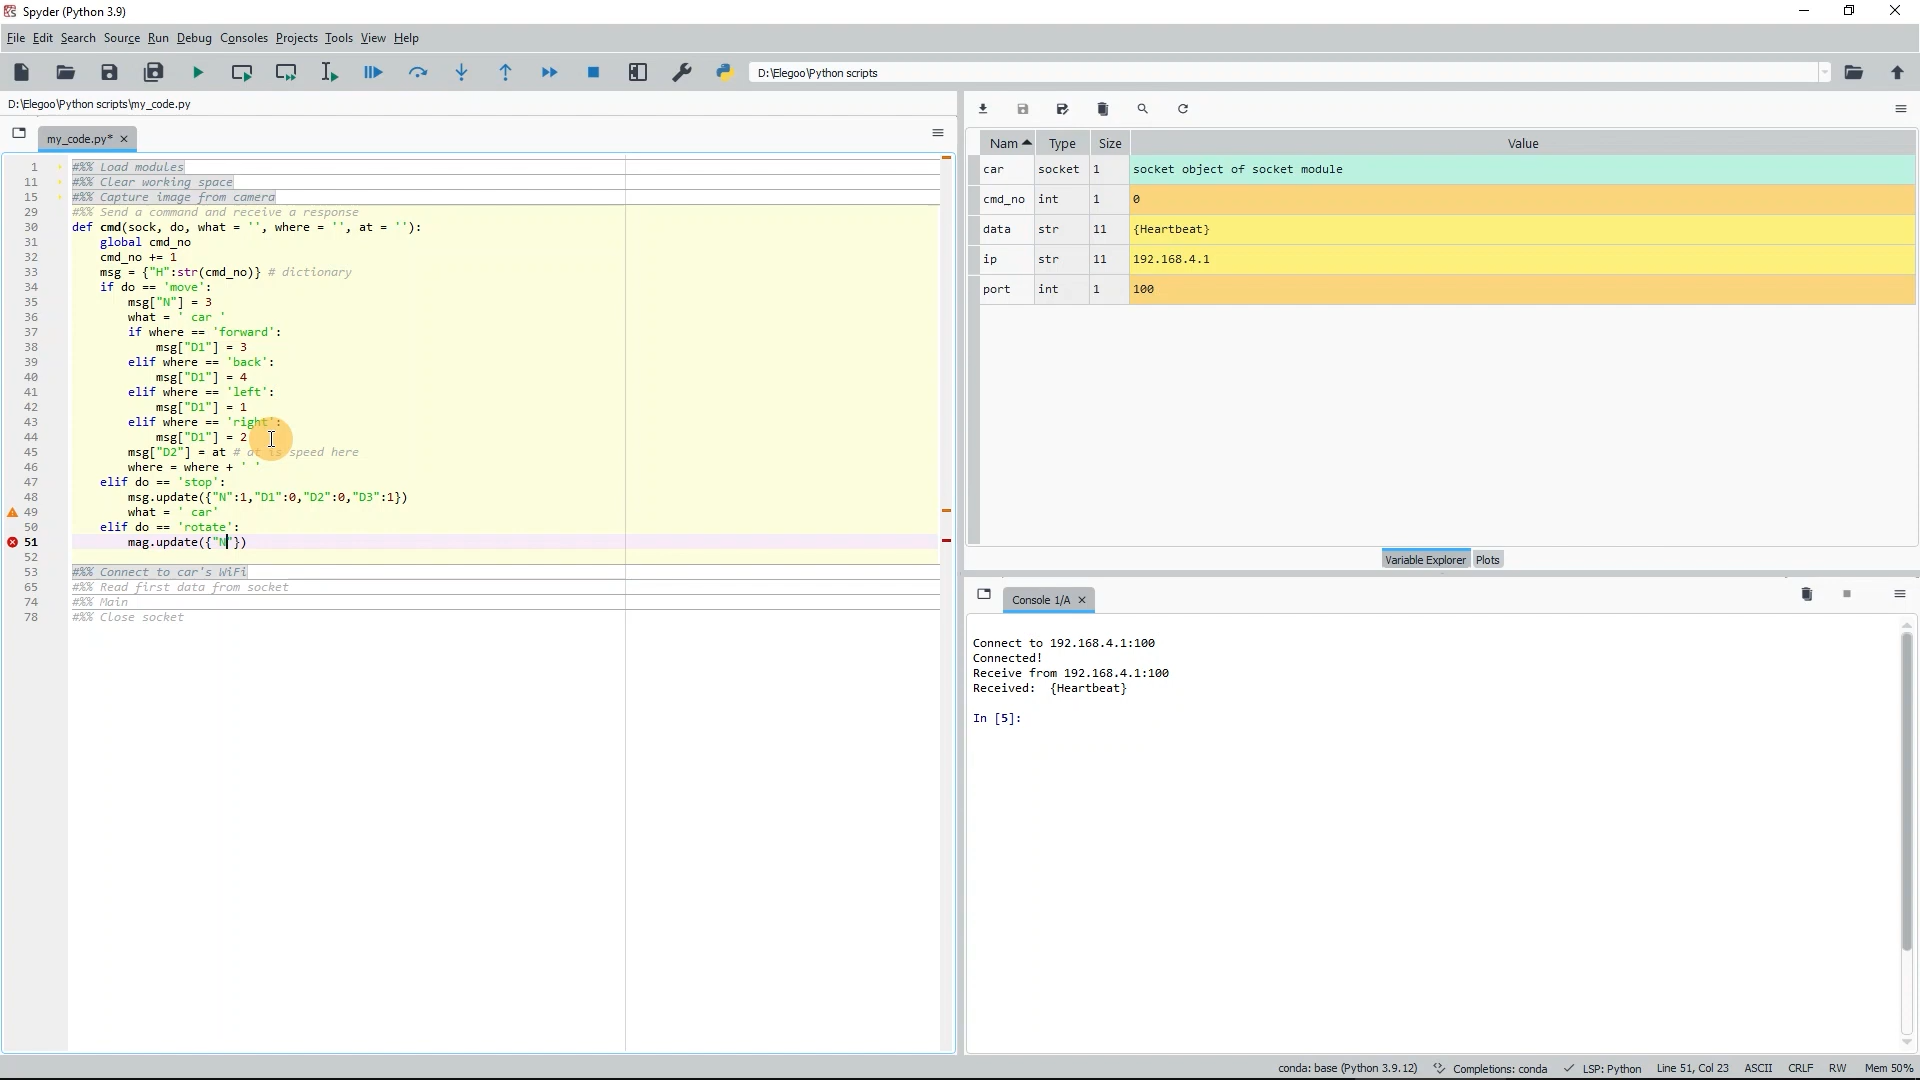 Spyder (Python 3.9)
File Edit Search Source Run Debug Consoles Projects Tools View Help
D:\Elegoo\Python scripts
D:\Elegoo\Python scripts\my_code.py
my_code.py*
1 #%% Load modules
11 #%% Clear working space
15 #%% Capture image from camera
29 #%% Send a command and receive a response
30 def cmd(sock, do, what = '', where = '', at = ''):
31 global cmd_no
32 cmd_no += 1
33 msg = {"H":str(cmd_no)} # dictionary
34 if do == 'move':
35 msg["N"] = 3
36 what = ' car '
37 if where == 'forward':
38 msg["D1"] = 3
39 elif where == 'back':
40 msg["D1"] = 4
41 elif where == 'left':
42 msg["D1"] = 1
43 elif where == 'right':
44 msg["D1"] = 2
45 msg["D2"] = at # at is speed here
46 where = where + ' '
47 elif do == 'stop':
48 msg.update({"N":1,"D1":0,"D2":0,"D3":1})
49 what = ' car'
50 elif do == 'rotate':
51 mag.update({"N"})
52
53 #%% Connect to car's WiFi
65 #%% Read first data from socket
74 #%% Main
78 #%% Close socket
Nam Type Size Value
car socket 1 socket object of socket module
cmd_no int 1 0
data str 11 {Heartbeat}
ip str 11 192.168.4.1
port int 1 100
Variable Explorer Plots
Console 1/A
Connect to 192.168.4.1:100
Connected!
Receive from 192.168.4.1:100
Received: {Heartbeat}
In [5]:
conda: base (Python 3.9.12) Completions: conda LSP: Python Line 51, Col 23 ASCII CRLF RW Mem 50%